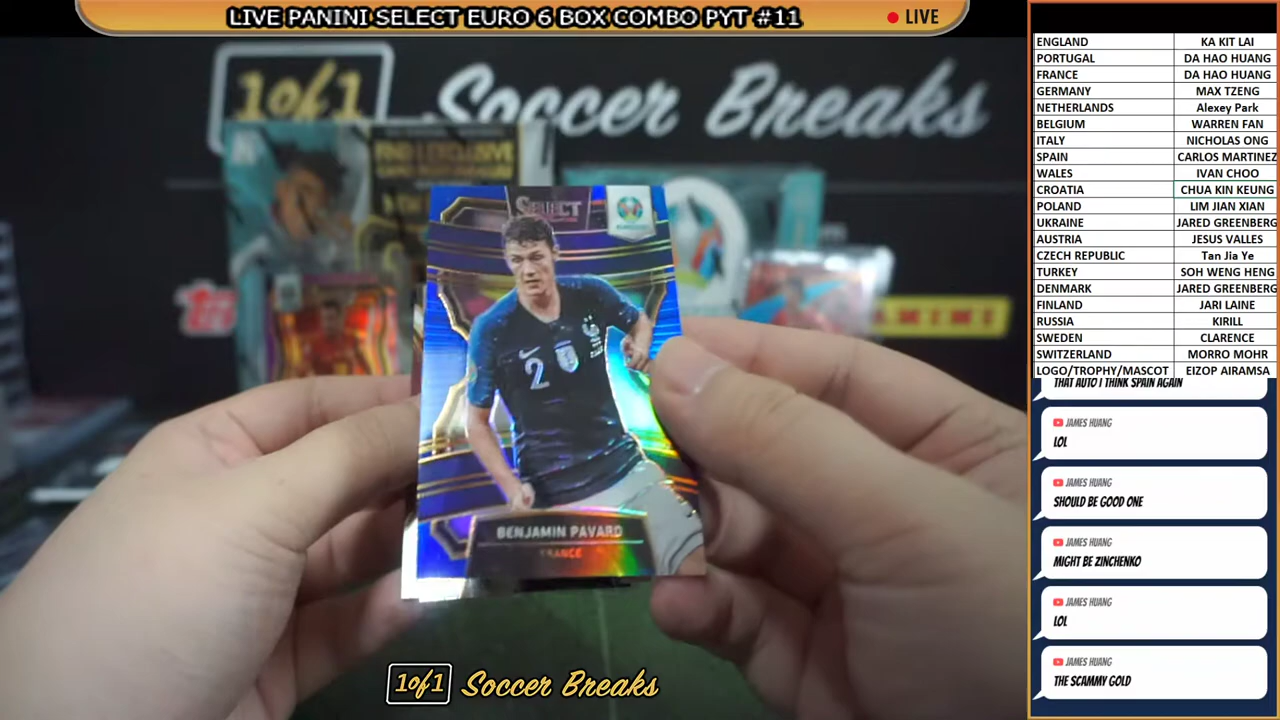 LIVE PANINI SELECT EURO 6 BOX COMBO PYT #11
LIVE
1of1 Soccer Breaks
SELECT
2
BENJAMIN PAVARD
FRANCE
1of1 Soccer Breaks
ENGLAND KA KIT LAI
PORTUGAL DA HAO HUANG
FRANCE DA HAO HUANG
GERMANY MAX TZENG
NETHERLANDS Alexey Park
BELGIUM WARREN FAN
ITALY NICHOLAS ONG
SPAIN CARLOS MARTINEZ
WALES IVAN CHOO
CROATIA CHUA KIN KEUNG
POLAND LIM JIAN XIAN
UKRAINE JARED GREENBERG
AUSTRIA JESUS VALLES
CZECH REPUBLIC Tan Jia Ye
TURKEY SOH WENG HENG
DENMARK JARED GREENBERG
FINLAND JARI LAINE
RUSSIA KIRILL
SWEDEN CLARENCE
SWITZERLAND MORRO MOHR
LOGO/TROPHY/MASCOT EIZOP AIRAMSA
THAT AUTO I THINK SPAIN AGAIN
JAMES HUANG
LOL
JAMES HUANG
SHOULD BE GOOD ONE
JAMES HUANG
MIGHT BE ZINCHENKO
JAMES HUANG
LOL
JAMES HUANG
THE SCAMMY GOLD